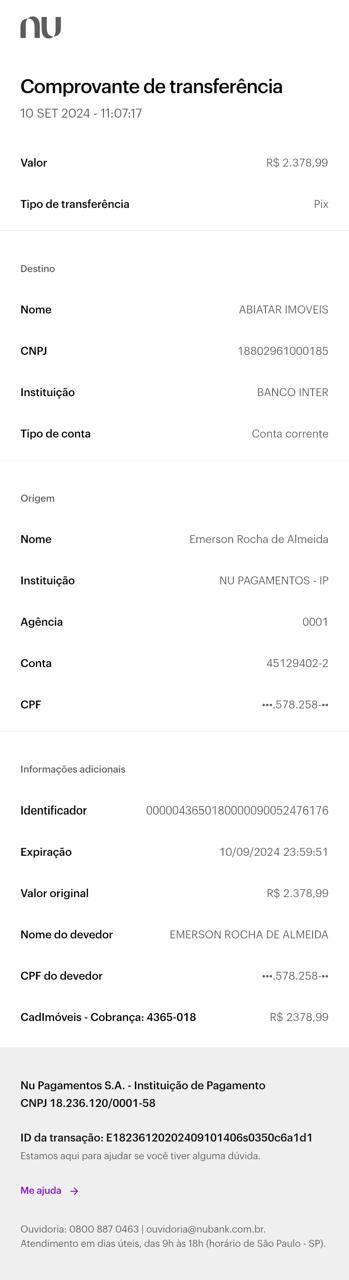 nu
Comprovante de transferência
10 SET 2024 - 11:07:17
Valor R$ 2.378,99
Tipo de transferência Pix
Destino
Nome ABIATAR IMOVEIS
CNPJ 18802961000185
Instituição BANCO INTER
Tipo de conta Conta corrente
Origem
Nome Emerson Rocha de Almeida
Instituição NU PAGAMENTOS - IP
Agência 0001
Conta 45129402-2
CPF •••.578.258-••
Informações adicionais
Identificador 0000043650180000090052476176
Expiração 10/09/2024 23:59:51
Valor original R$ 2.378,99
Nome do devedor EMERSON ROCHA DE ALMEIDA
CPF do devedor •••.578.258-••
CadImóveis - Cobrança: 4365-018 R$ 2378,99
Nu Pagamentos S.A. - Instituição de Pagamento
CNPJ 18.236.120/0001-58
ID da transação: E18236120202409101406s0350c6a1d1
Estamos aqui para ajudar se você tiver alguma dúvida.
Me ajuda →
Ouvidoria: 0800 887 0463 | ouvidoria@nubank.com.br.
Atendimento em dias úteis, das 9h às 18h (horário de São Paulo - SP).